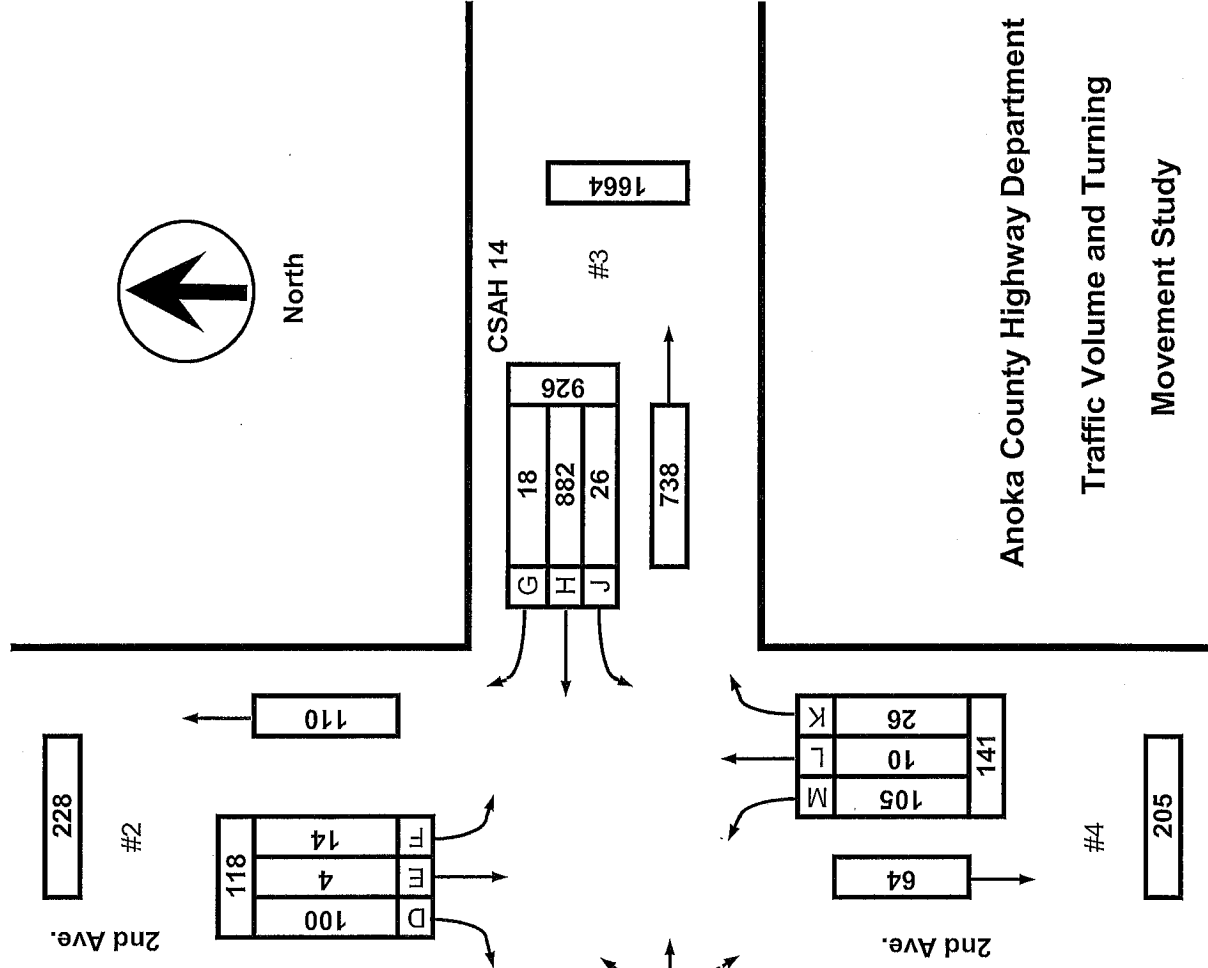 North
CSAH 14
#3
1664
926
G 18
H 882
J 26
738
228
#2
110
118
100 4 14
D E F
2nd Ave.
M L K
105 10 26
141
64
#4
205
2nd Ave.
Anoka County Highway Department
Traffic Volume and Turning
Movement Study